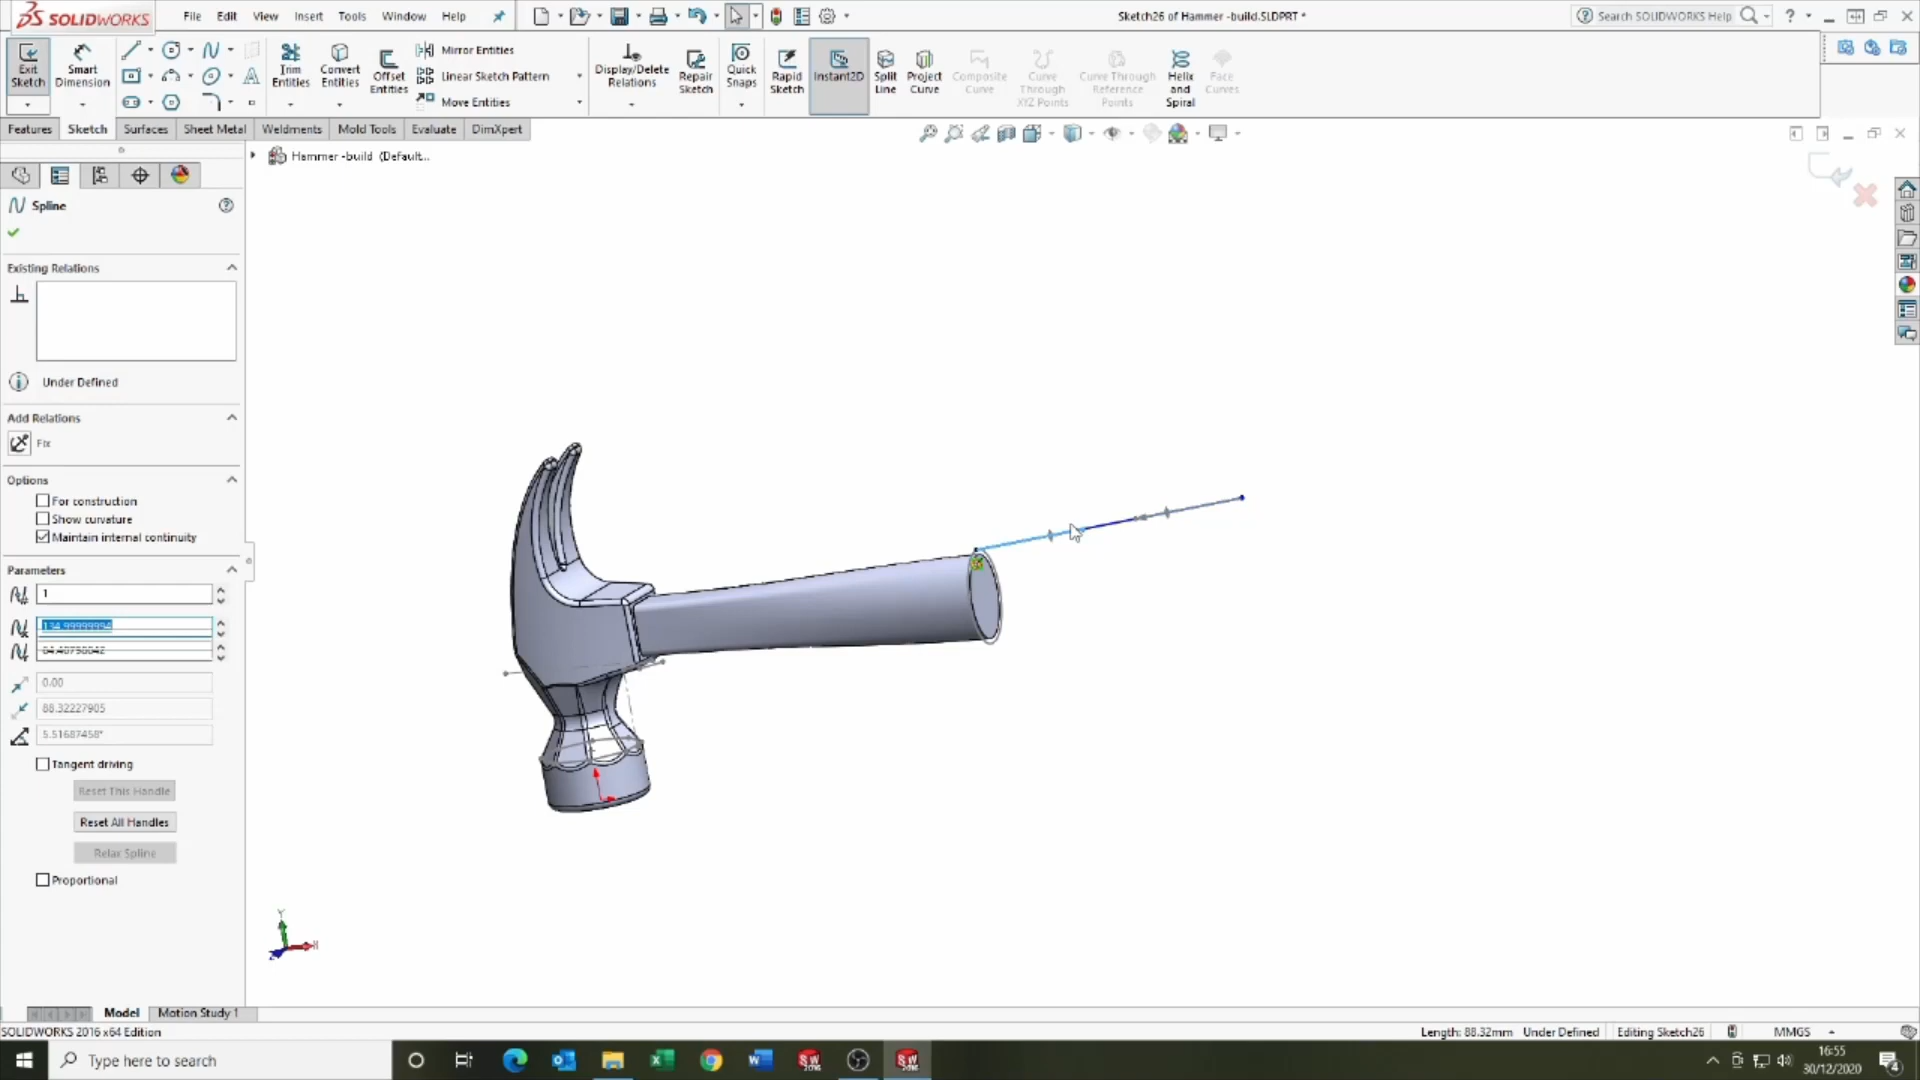 SOLIDWORKS
File Edit View Insert Tools Window Help
Sketch26 of Hammer -build.SLDPRT *
Search SOLIDWORKS Help
Exit Sketch
Smart Dimension
Trim Entities
Convert Entities
Offset Entities
Mirror Entities
Linear Sketch Pattern
Move Entities
Display/Delete Relations
Repair Sketch
Quick Snaps
Rapid Sketch
Instant2D
Split Line
Project Curve
Composite Curve
Curve Through XYZ Points
Curve Through Reference Points
Helix and Spiral
Face Curves
Features Sketch Surfaces Sheet Metal Weldments Mold Tools Evaluate DimXpert
Hammer -build (Default...
Spline
Existing Relations
Under Defined
Add Relations
Fix
Options
For construction
Show curvature
Maintain internal continuity
Parameters
1
134.99999994
0.00
88.32227905
5.51687458°
Tangent driving
Reset This Handle
Reset All Handles
Relax Spline
Proportional
Y
X
Model Motion Study 1
SOLIDWORKS 2016 x64 Edition
Length: 88.32mm Under Defined Editing Sketch26 MMGS
Type here to search
16:55
30/12/2020
4